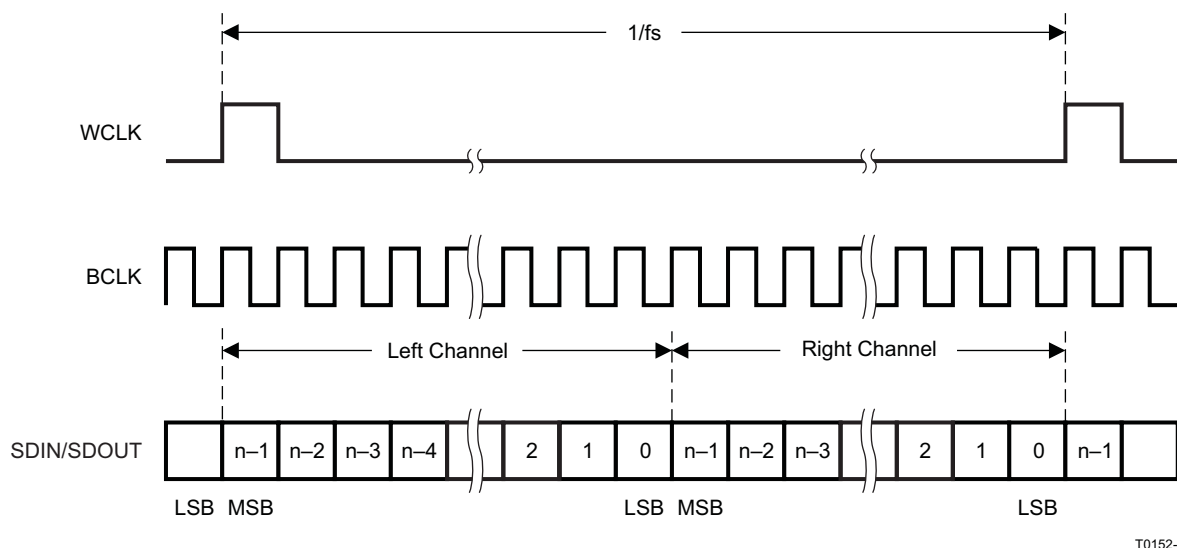 1/fs
WCLK
BCLK
Left Channel Right Channel
SDIN/SDOUT n–1 n–2 n–3 n–4 2 1 0 n–1 n–2 n–3 2 1 0 n–1
LSB MSB LSB MSB LSB
T0152-